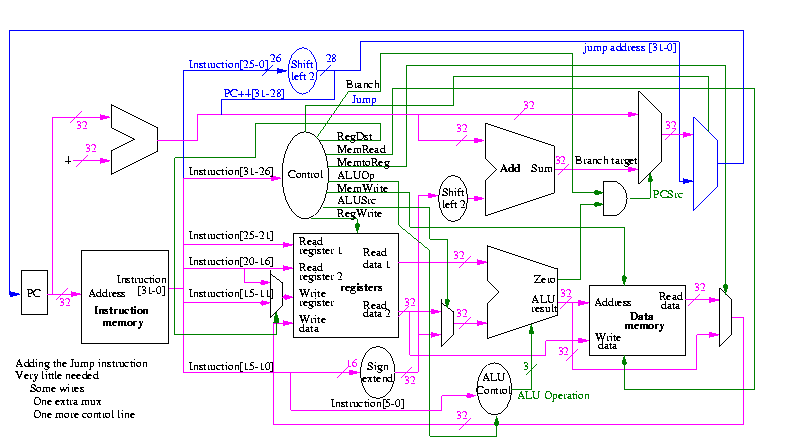 jump address [31-0]
Instruction[25-0]
26
28
Shift
left 2
Branch
PC++[31-28]
Jump
32
32
32
+
32
RegDst
MemRead
MemtoReg
ALUOp
MemWrite
ALUSrc
RegWrite
Control
Instruction[31-26]
32
Add
Sum
32
Branch target
32
Shift
left 2
PCSrc
Instruction[25-21]
Instruction[20-16]
Instruction[15-11]
Read
register 1
Read
register 2
Write
register
Write
data
registers
Read
data 1
Read
data 2
32
32
32
Zero
ALU
result
32
32
PC
32
Address
Instruction
[31-0]
Instruction
memory
Address
Read
data
Data
memory
Write
data
32
Adding the Jump instruction
Very little needed
Some wires
One extra mux
One more control line
Instruction[15-10]
16
Sign
extend
32
ALU
Control
3
ALU Operation
Instruction[5-0]
32